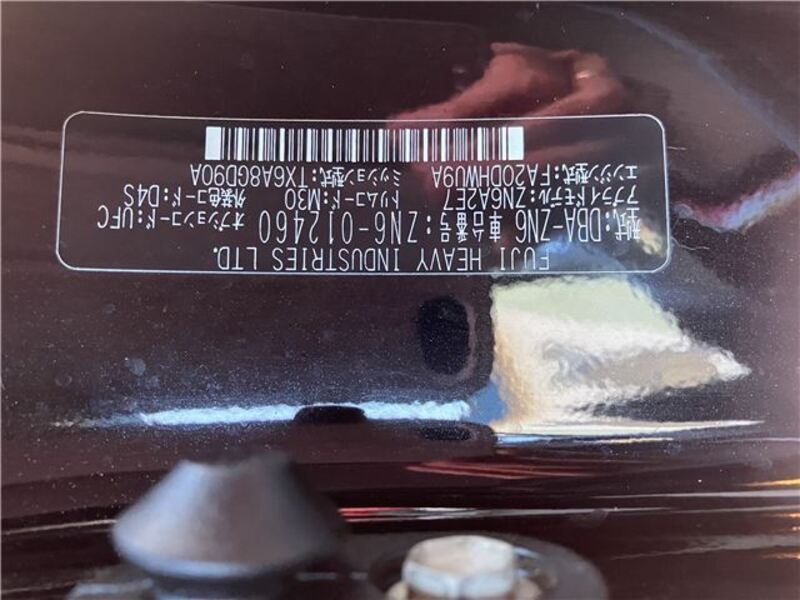 FUJI HEAVY INDUSTRIES LTD.
型式:DBA-ZN6 車台番号:ZN6-012460 オプションコード:UFC
アプライドモデル:ZN6A2E7 トリムコード:M30 外装色コード:D4S
エンジン型式:FA20DHWU9A ミッション型式:TX6A8GD90A